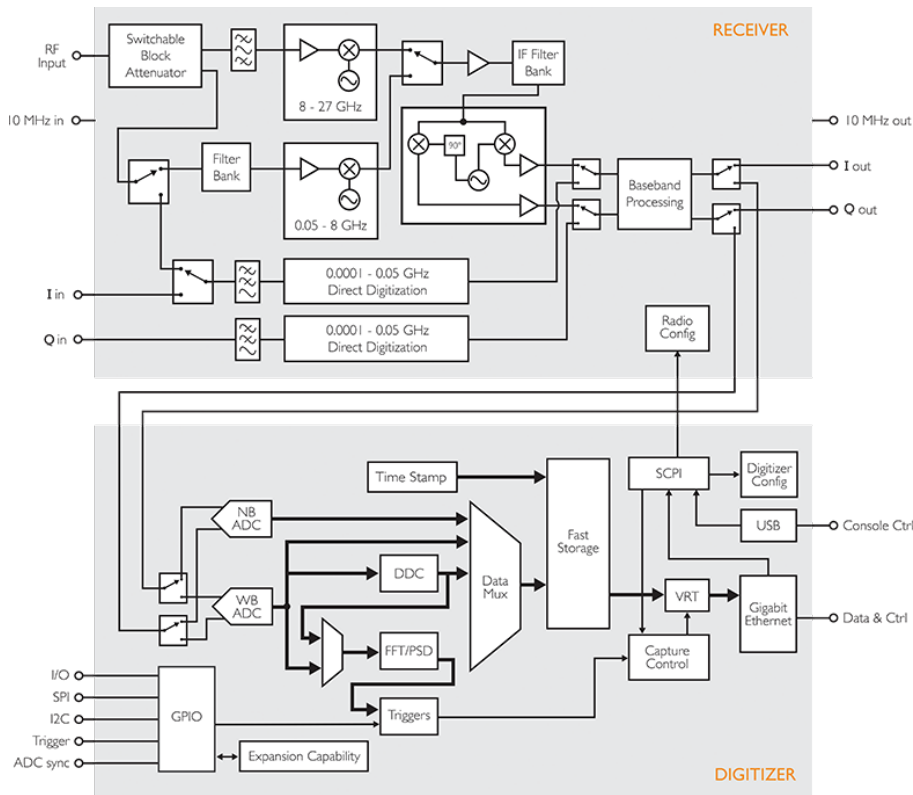 RECEIVER
RF
Input
Switchable
Block
Attenuator
8 - 27 GHz
IF Filter
Bank
10 MHz in
10 MHz out
90°
Filter
Bank
0.05 - 8 GHz
Baseband
Processing
I out
Q out
I in
0.0001 - 0.05 GHz
Direct Digitization
Q in
0.0001 - 0.05 GHz
Direct Digitization
Radio
Config
Time Stamp
SCPI
Digitizer
Config
NB
ADC
Fast
Storage
USB
Console Ctrl
DDC
Data
Mux
WB
ADC
VRT
Gigabit
Ethernet
Data & Ctrl
FFT/PSD
Capture
Control
I/O
SPI
I2C
Trigger
ADC sync
GPIO
Triggers
Expansion Capability
DIGITIZER